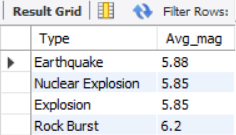 Result Grid Filter Rows:
Type Avg_mag
Earthquake 5.88
Nuclear Explosion 5.85
Explosion 5.85
Rock Burst 6.2